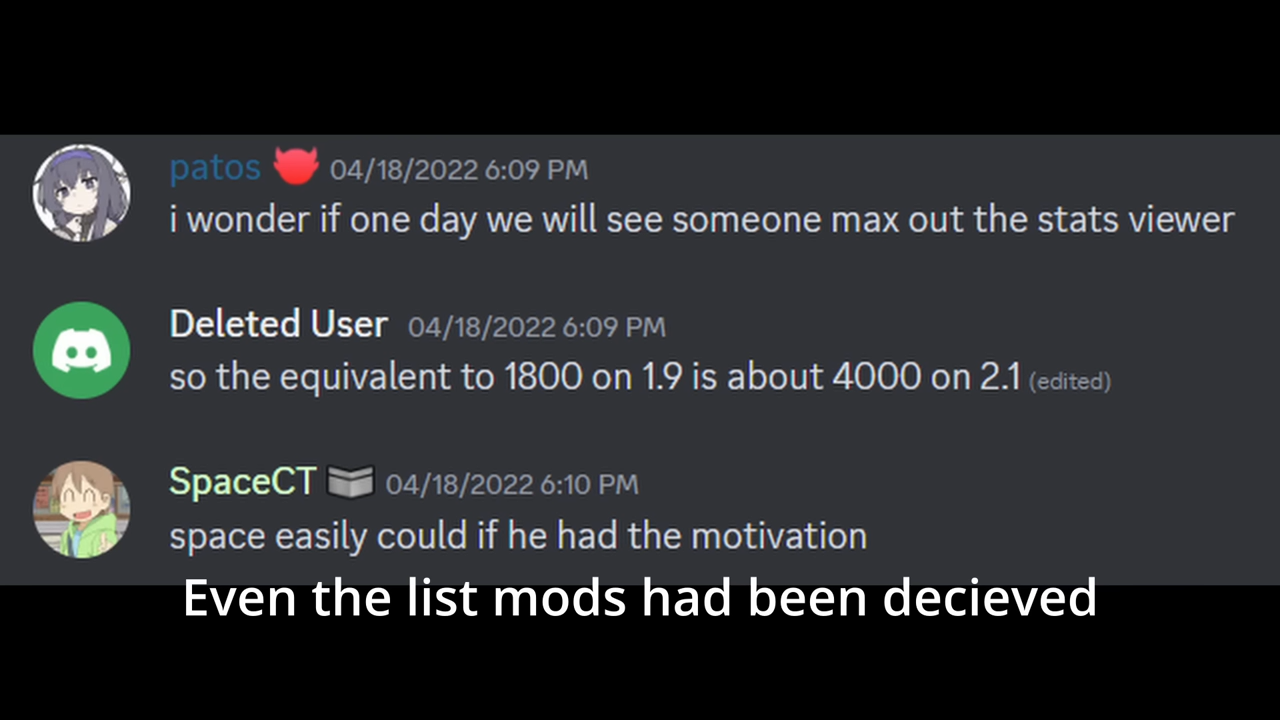 patos 04/18/2022 6:09 PM
i wonder if one day we will see someone max out the stats viewer
Deleted User 04/18/2022 6:09 PM
so the equivalent to 1800 on 1.9 is about 4000 on 2.1 (edited)
SpaceCT 04/18/2022 6:10 PM
space easily could if he had the motivation
Even the list mods had been decieved